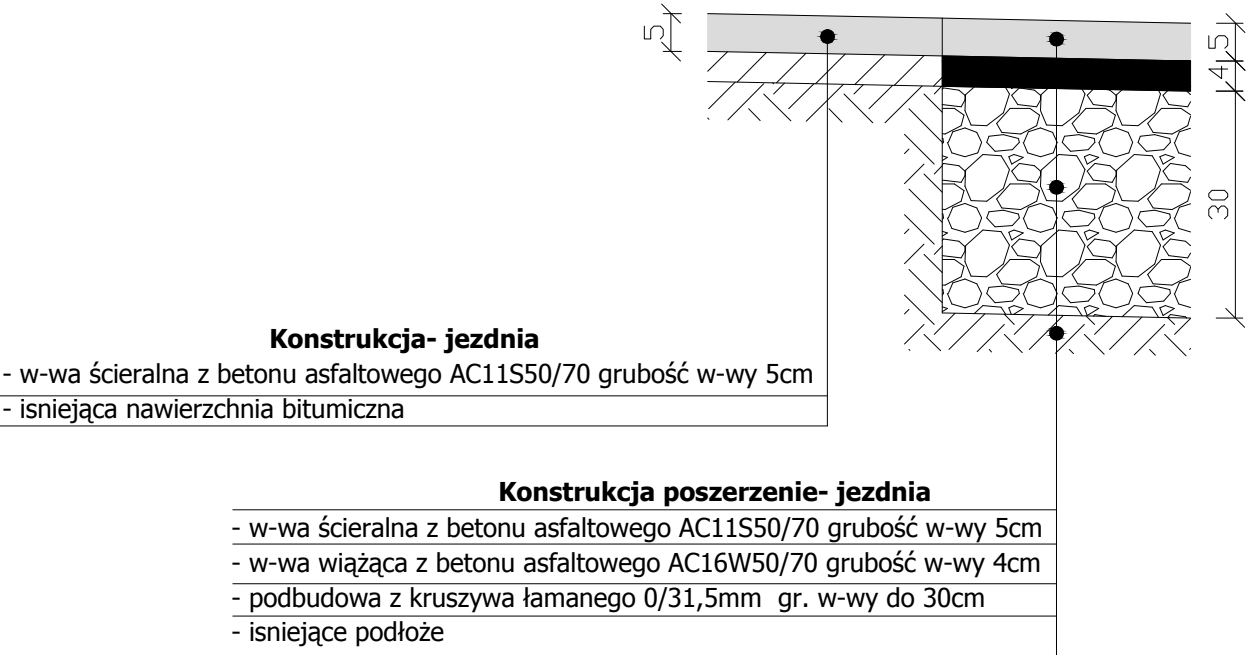 5
5
4
30
Konstrukcja- jezdnia
- w-wa ścieralna z betonu asfaltowego AC11S50/70 grubość w-wy 5cm
- isniejąca nawierzchnia bitumiczna
Konstrukcja poszerzenie- jezdnia
- w-wa ścieralna z betonu asfaltowego AC11S50/70 grubość w-wy 5cm
- w-wa wiążąca z betonu asfaltowego AC16W50/70 grubość w-wy 4cm
- podbudowa z kruszywa łamanego 0/31,5mm  gr. w-wy do 30cm
- isniejące podłoże